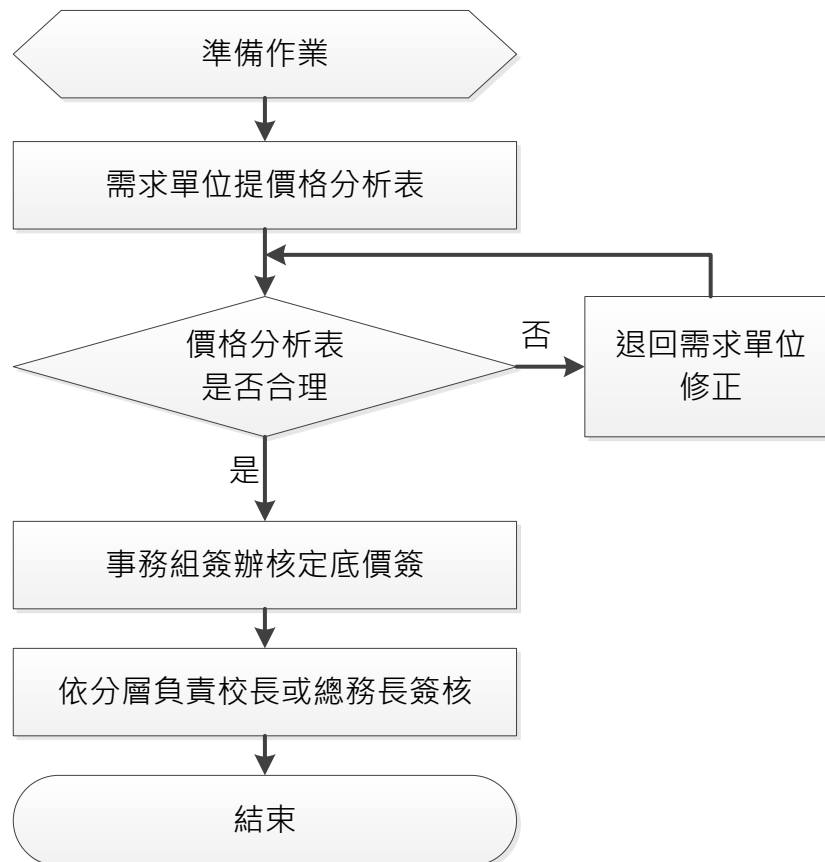 準備作業
需求單位提價格分析表
價格分析表
是否合理
否
退回需求單位
修正
是
事務組簽辦核定底價簽
依分層負責校長或總務長簽核
結束